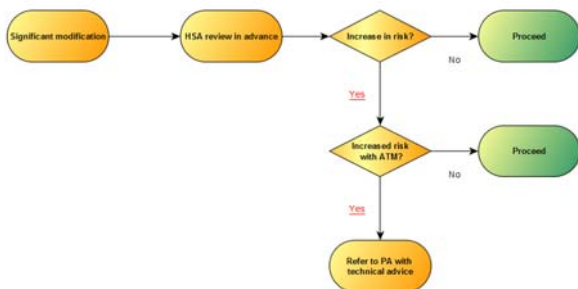 Significant modification
HSA review in advance
Increase in risk?
Proceed
No
Yes
Increased risk
with ATM?
Proceed
No
Yes
Refer to PA with
technical advice